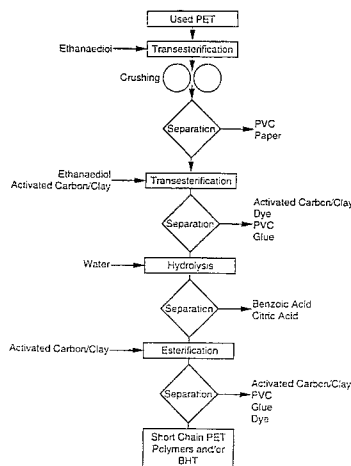 Used PET
Ethanaediol
Transesterification
Crushing
Separation
PVC
Paper
Ethanaediol
Activated Carbon/Clay
Transesterification
Separation
Activated Carbon/Clay
Dye
PVC
Glue
Water
Hydrolysis
Separation
Benzoic Acid
Citric Acid
Activated Carbon/Clay
Esterification
Separation
Activated Carbon/Clay
PVC
Glue
Dye
Short Chain PET
Polymers and/or
BHT